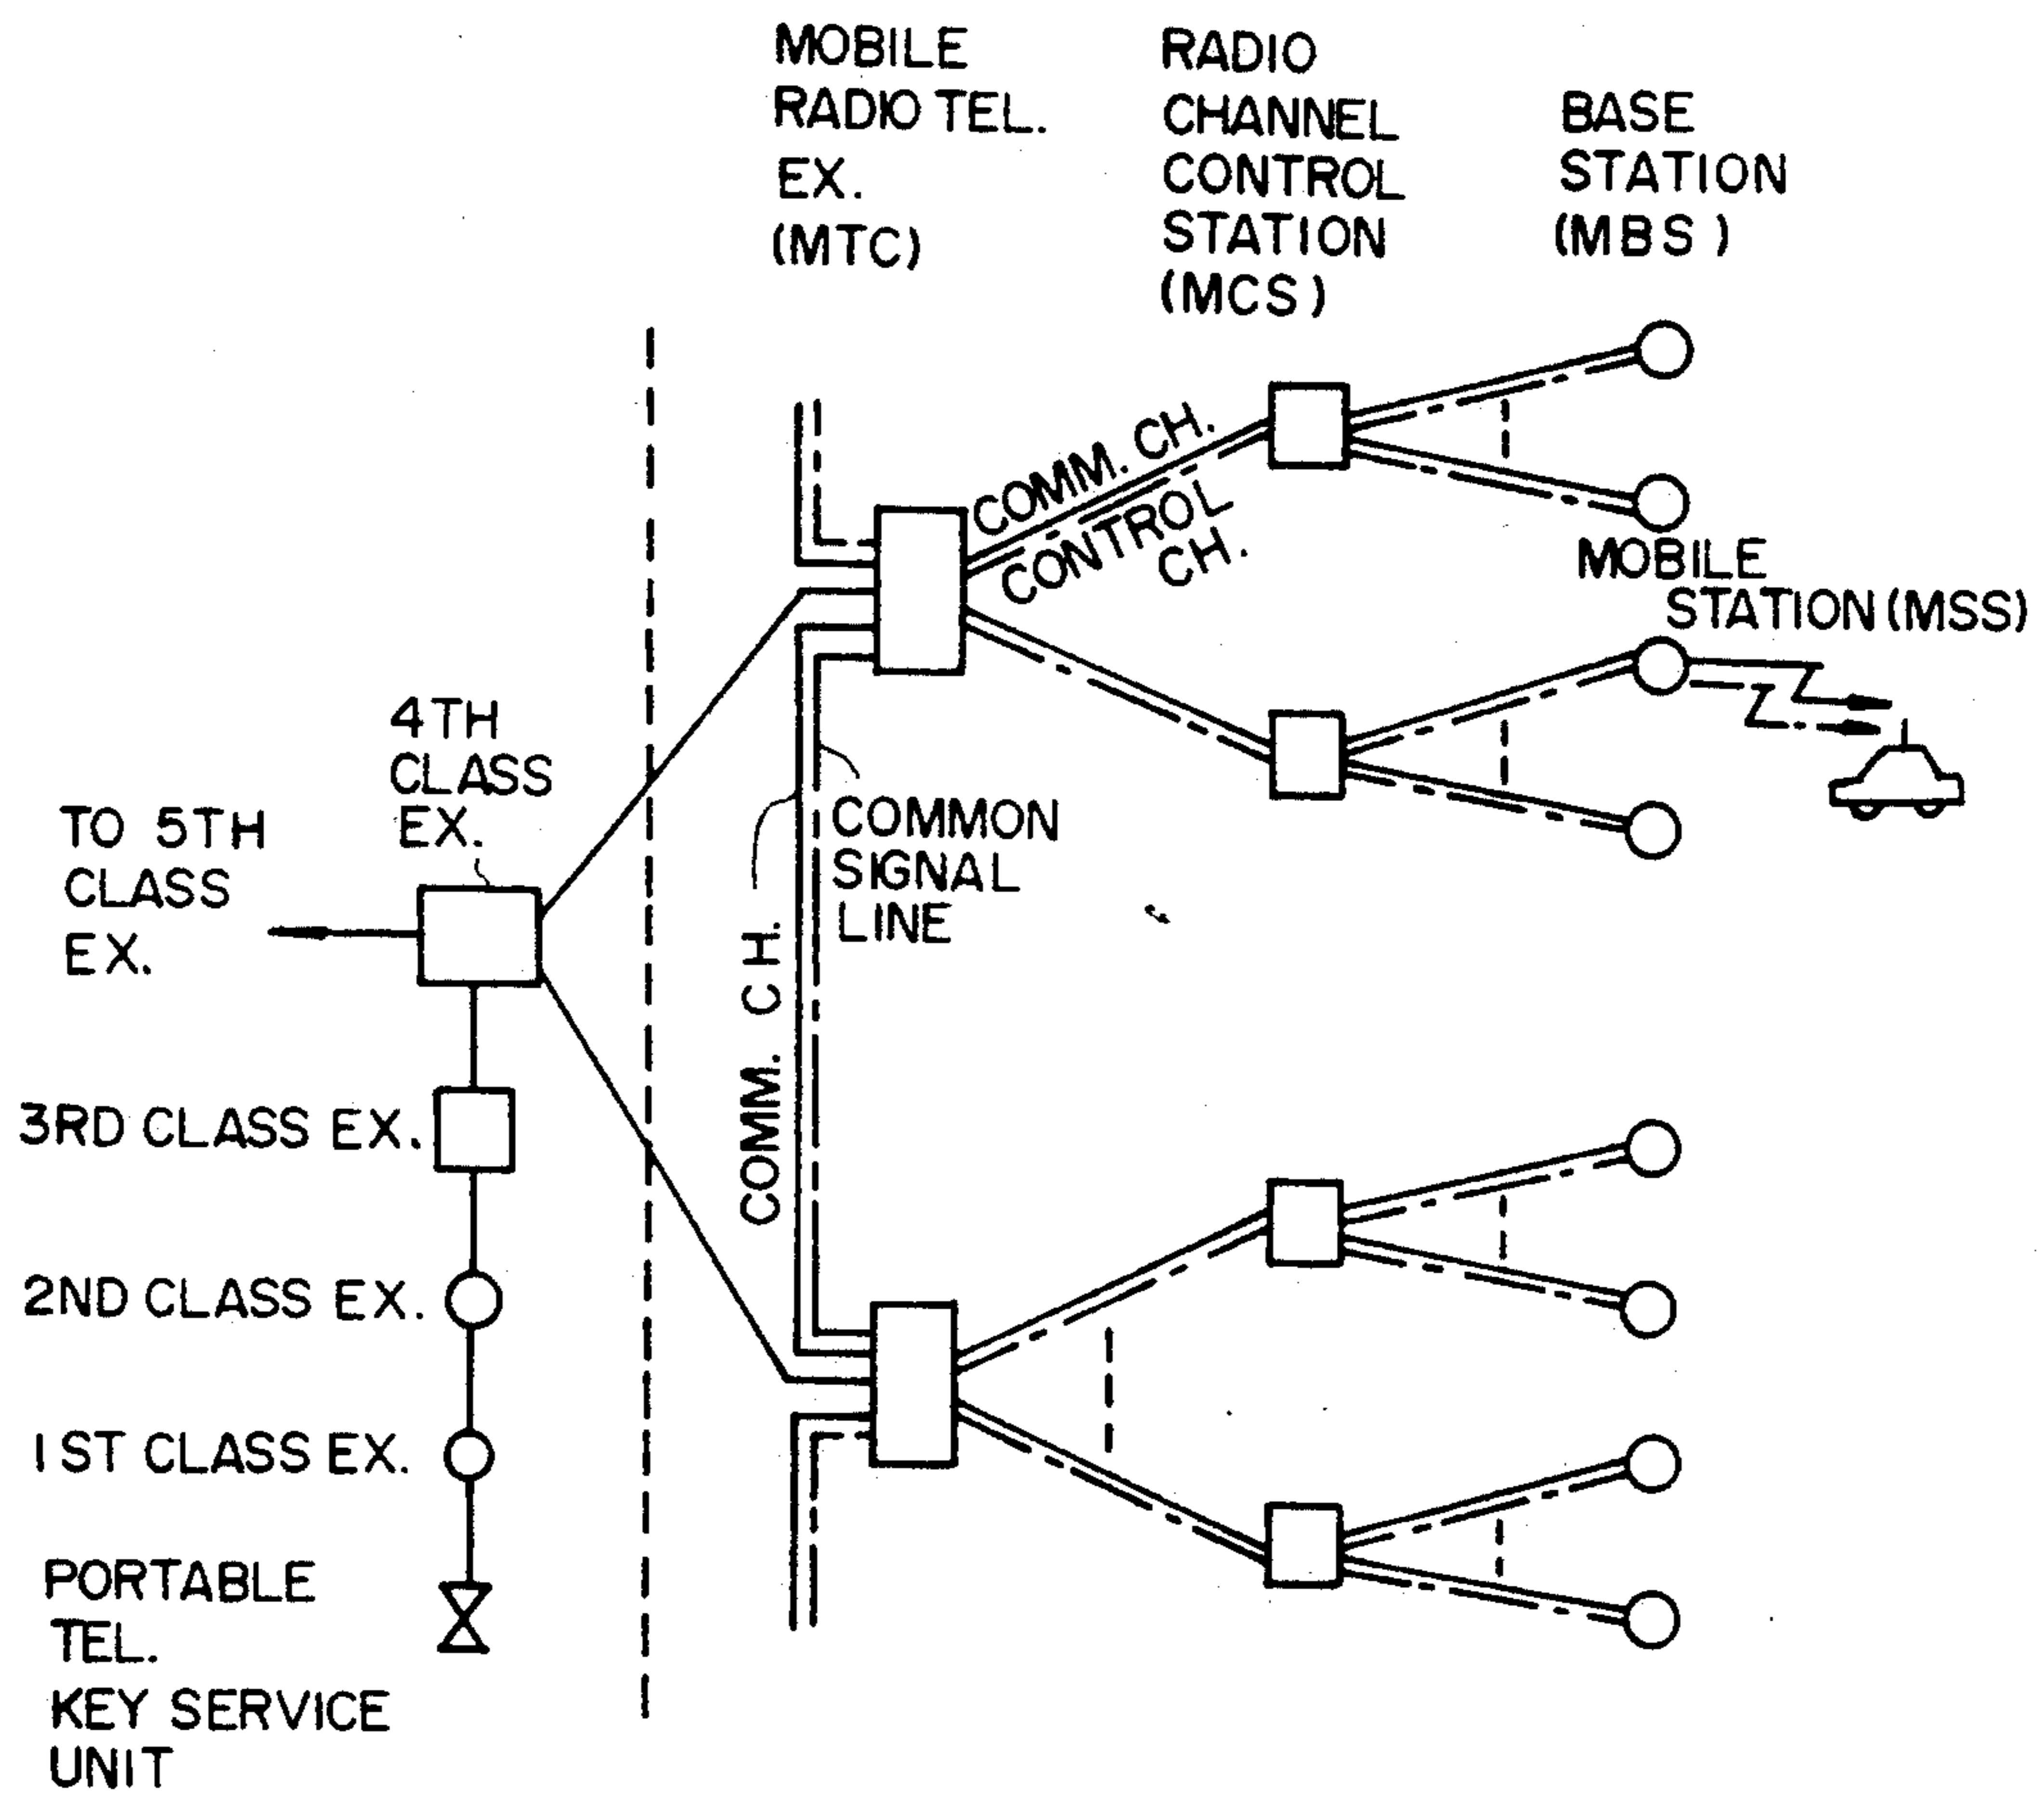 MOBILE
RADIO TEL.
EX.
(MTC)
RADIO
CHANNEL
CONTROL
STATION
(MCS)
BASE
STATION
(MBS)
COMM. CH.
CONTROL
CH.
MOBILE
STATION (MSS)
4TH
CLASS
EX.
TO 5TH
CLASS
EX.
COMMON
SIGNAL
LINE
COMM. CH.
3RD CLASS EX.
2ND CLASS EX.
1ST CLASS EX.
PORTABLE
TEL.
KEY SERVICE
UNIT